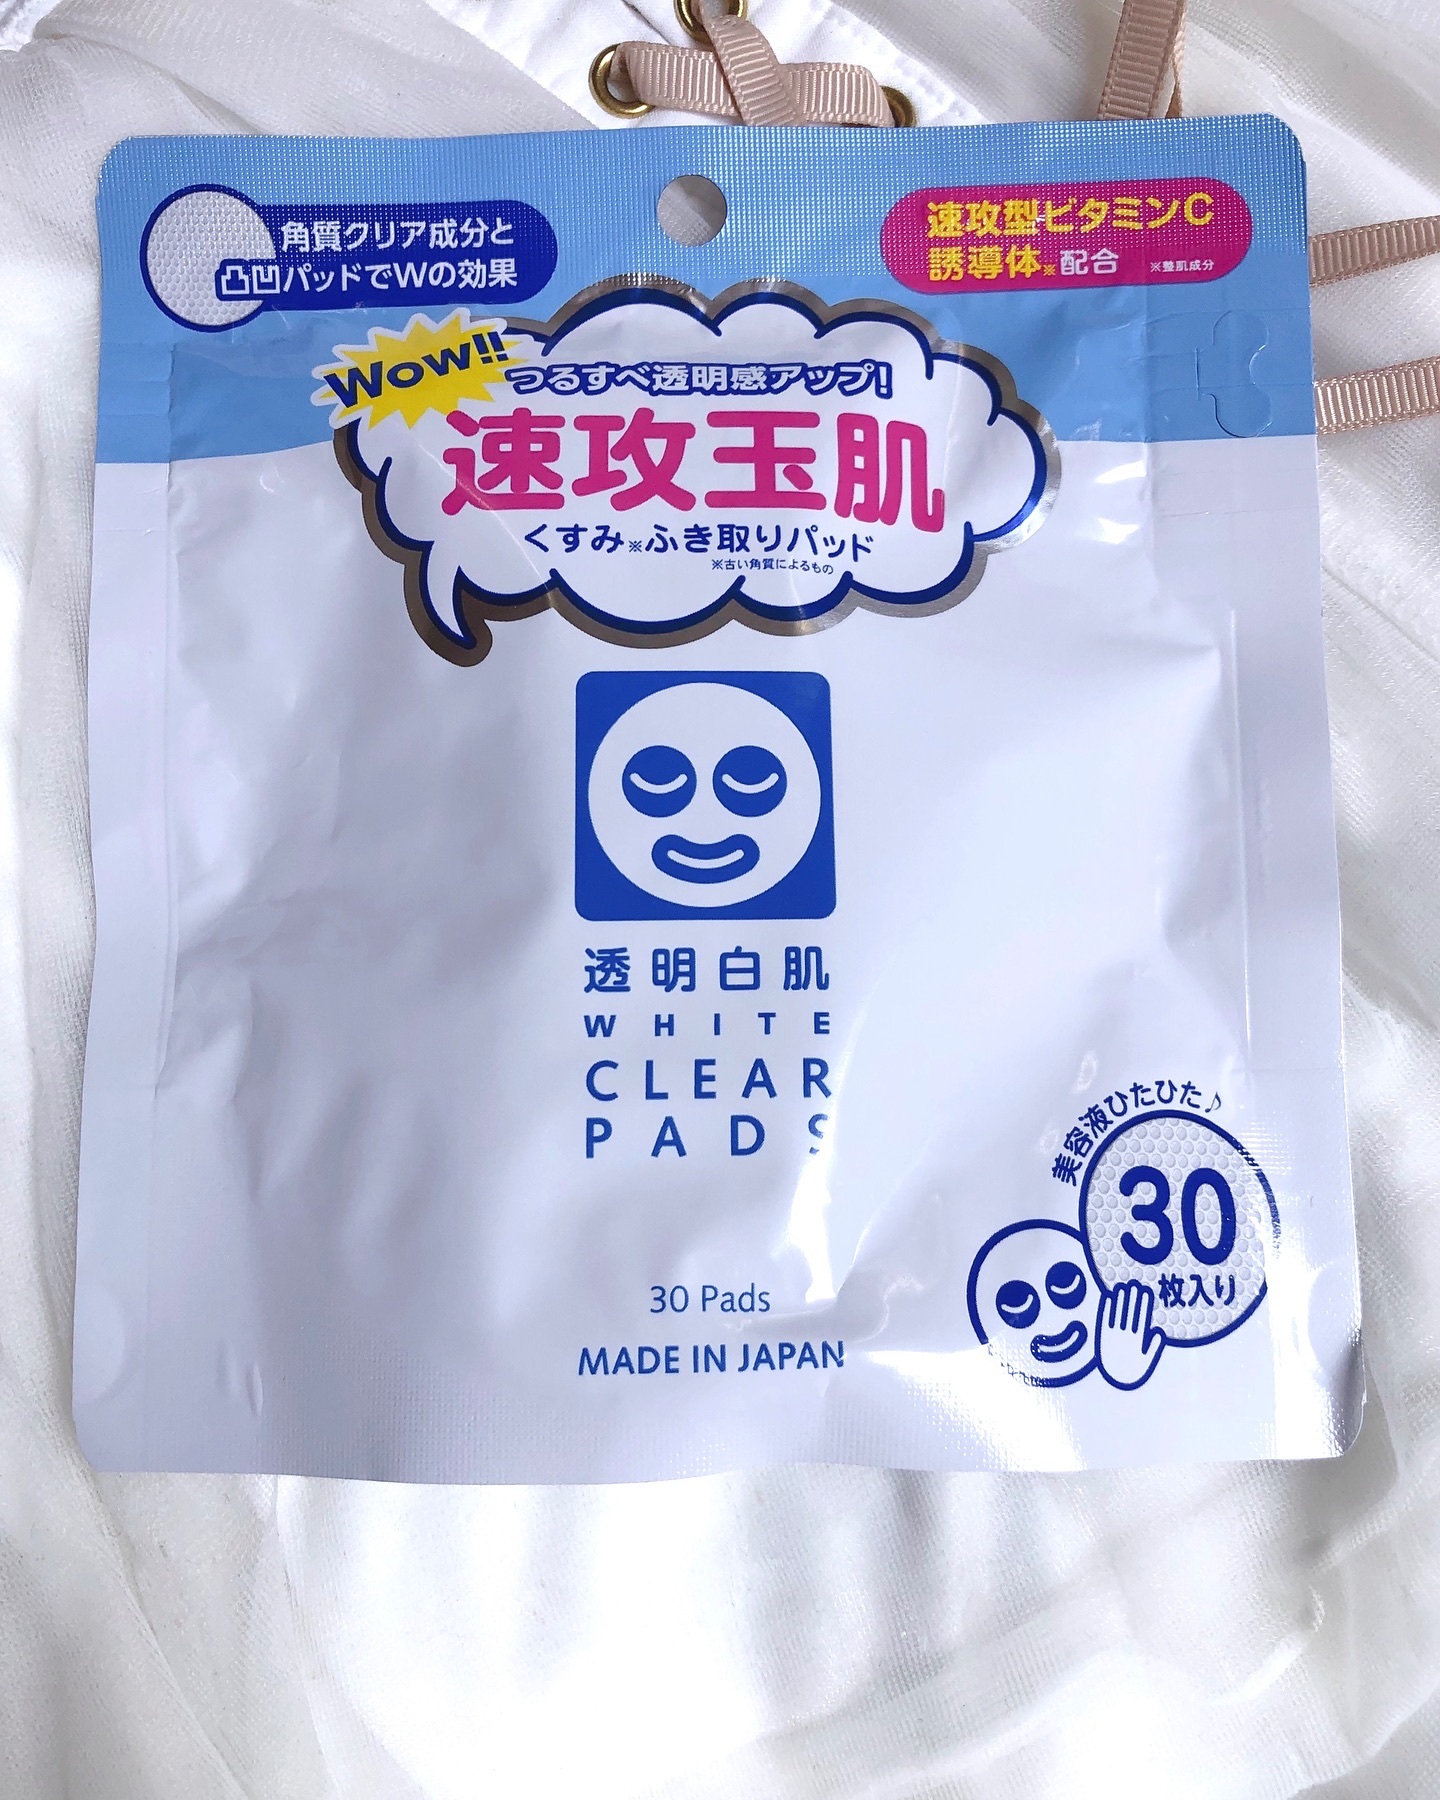 角質クリア成分と
凸凹パッドでWの効果
速攻型ビタミンC
誘導体※配合 ※整肌成分
Wow!!
つるすべ透明感アップ!
速攻玉肌
くすみ※ふき取りパッド
※古い角質によるもの
透明白肌
WHITE
CLEAR
PADS
美容液ひたひた♪
30
枚入り
30 Pads
MADE IN JAPAN